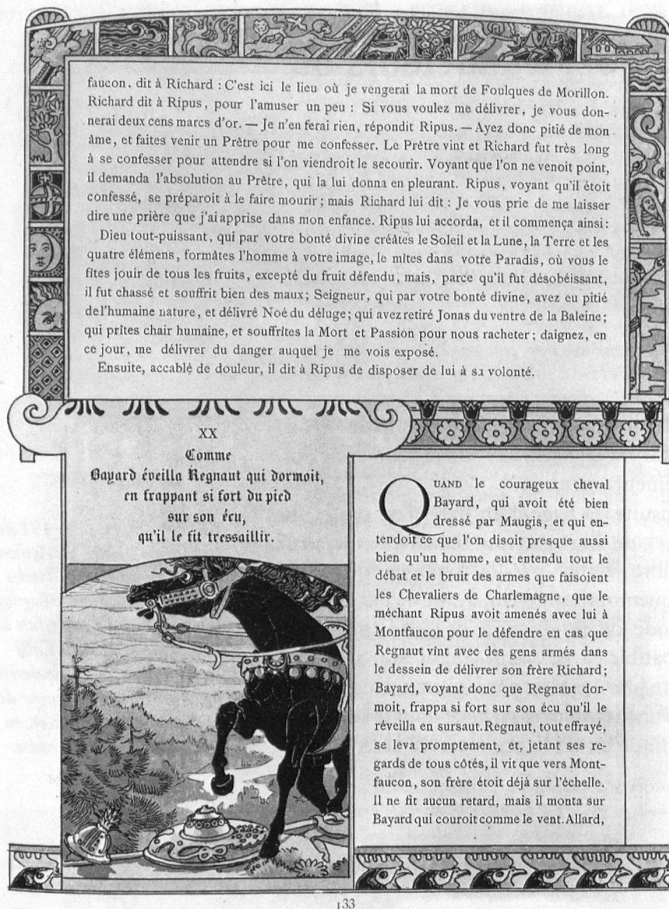 faucon, dit à Richard : C'est ici le lieu où je vengerai la mort de Foulques de Morillon.
Richard dit à Ripus, pour l'amuser un peu : Si vous voulez me délivrer, je vous don-
nerai deux cens marcs d'or. — Je n'en ferai rien, répondit Ripus. — Ayez donc pitié de mon
âme, et faites venir un Prêtre pour me confesser. Le Prêtre vint et Richard fut très long
à se confesser pour attendre si l'on viendroit le secourir. Voyant que l'on ne venoit point,
il demanda l'absolution au Prêtre, qui la lui donna en pleurant. Ripus, voyant qu'il étoit
confessé, se préparoit à le faire mourir; mais Richard lui dit : Je vous prie de me laisser
dire une prière que j'ai apprise dans mon enfance. Ripus lui accorda, et il commença ainsi:
Dieu tout-puissant, qui par votre bonté divine créâtes le Soleil et la Lune, la Terre et les
quatre élémens, formâtes l'homme à votre image, le mîtes dans votre Paradis, où vous le
fîtes jouir de tous les fruits, excepté du fruit défendu, mais, parce qu'il fut désobéissant,
il fut chassé et souffrit bien des maux; Seigneur, qui par votre bonté divine, avez eu pitié
de l'humaine nature, et délivré Noé du déluge; qui avez retiré Jonas du ventre de la Baleine;
qui prîtes chair humaine, et souffrîtes la Mort et Passion pour nous racheter; daignez, en
ce jour, me délivrer du danger auquel je me vois exposé.
Ensuite, accablé de douleur, il dit à Ripus de disposer de lui à sa volonté.
XX
Comme
Bayard éveilla Regnaut qui dormoit,
en frappant si fort du pied
sur son écu,
qu'il le fit tressaillir.
QUAND le courageux cheval
Bayard, qui avoit été bien
dressé par Maugis, et qui en-
tendoit ce que l'on disoit presque aussi
bien qu'un homme, eut entendu tout le
débat et le bruit des armes que faisoient
les Chevaliers de Charlemagne, que le
méchant Ripus avoit amenés avec lui à
Montfaucon pour le défendre en cas que
Regnaut vint avec des gens armés dans
le dessein de délivrer son frère Richard;
Bayard, voyant donc que Regnaut dor-
moit, frappa si fort sur son écu qu'il le
réveilla en sursaut. Regnaut, tout effrayé,
se leva promptement, et, jetant ses re-
gards de tous côtés, il vit que vers Mont-
faucon, son frère étoit déjà sur l'échelle.
Il ne fit aucun retard, mais il monta sur
Bayard qui couroit comme le vent. Allard,
133